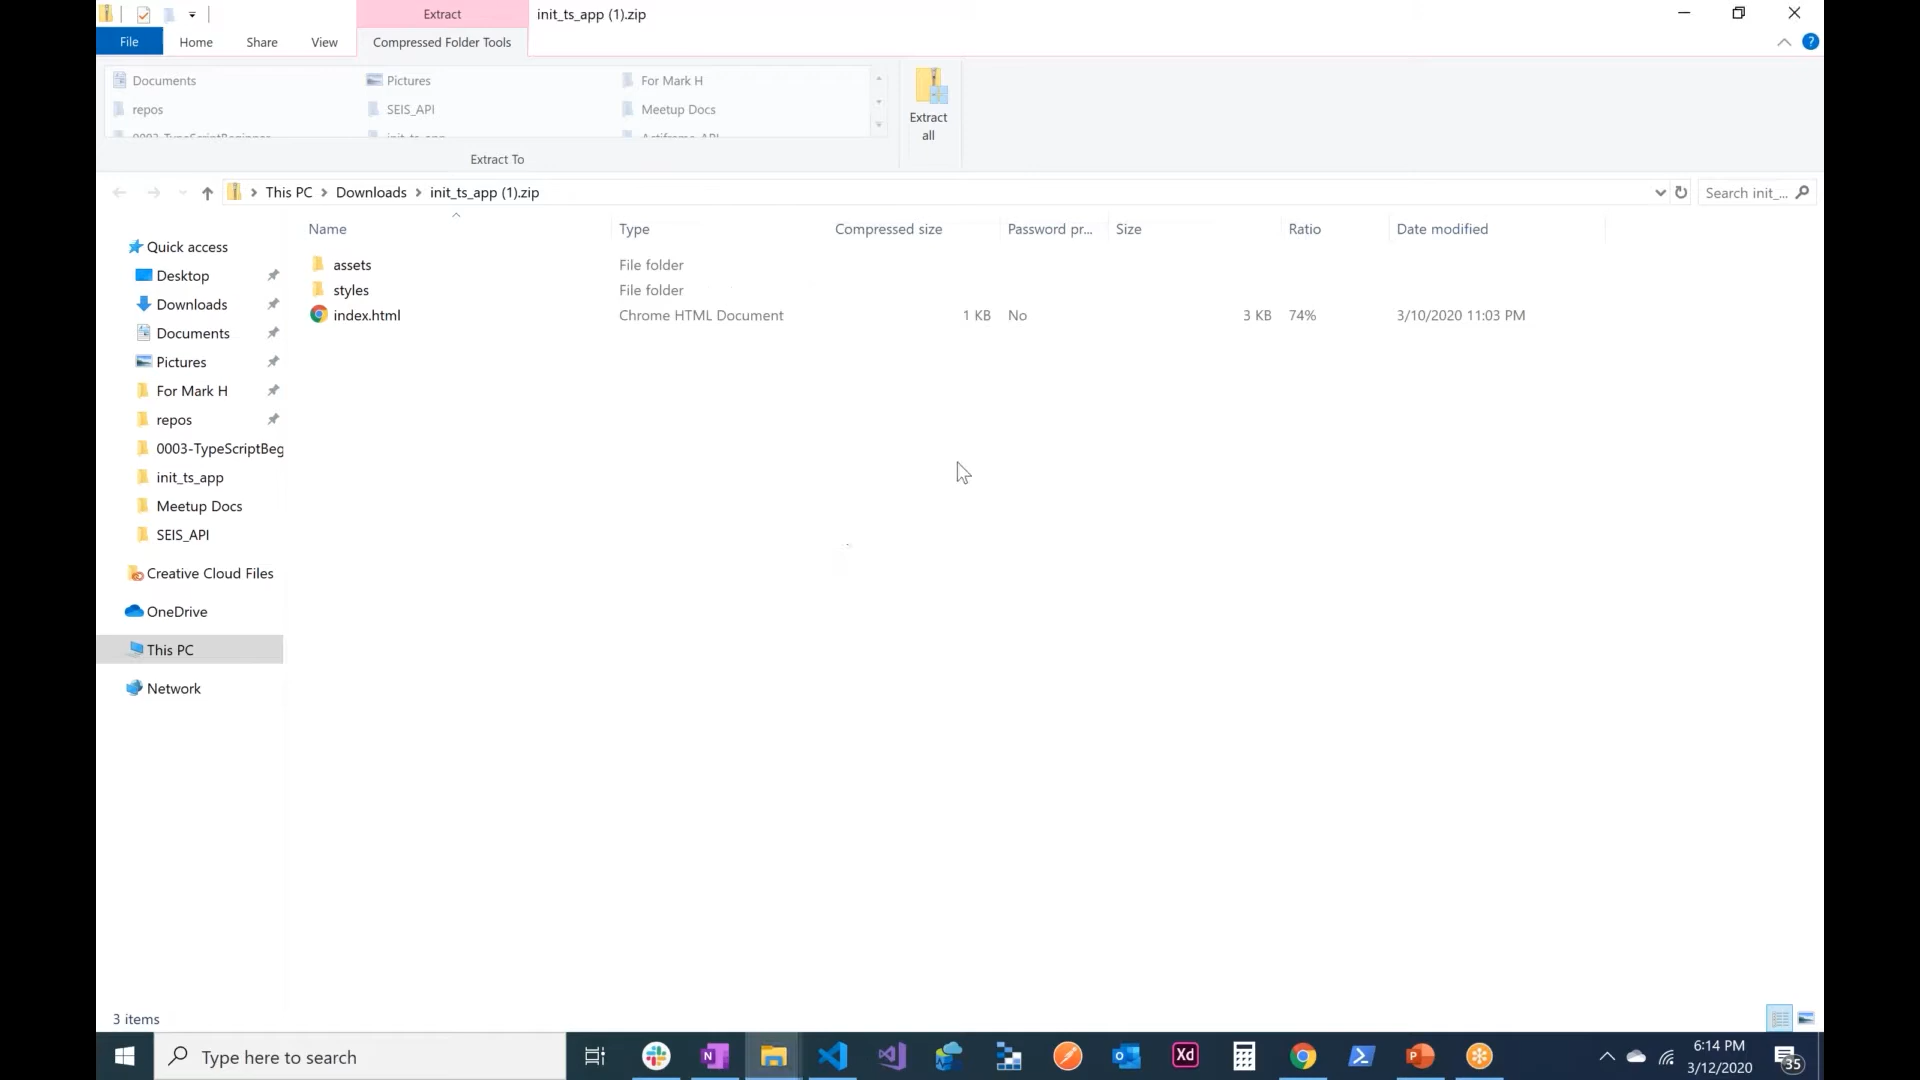 Extract
init_ts_app (1).zip
File
Home
Share
View
Compressed Folder Tools
?
Documents
Pictures
For Mark H
repos
SEIS_API
Meetup Docs
Extract
all
Extract To
This PC
Downloads
init_ts_app (1).zip
Search init_...
Name
Type
Compressed size
Password pr...
Size
Ratio
Date modified
assets
File folder
styles
File folder
index.html
Chrome HTML Document
1 KB
No
3 KB
74%
3/10/2020 11:03 PM
Quick access
Desktop
Downloads
Documents
Pictures
For Mark H
repos
0003-TypeScriptBeg
init_ts_app
Meetup Docs
SEIS_API
Creative Cloud Files
OneDrive
This PC
Network
3 items
Type here to search
N
Xd
P
6:14 PM
3/12/2020
35